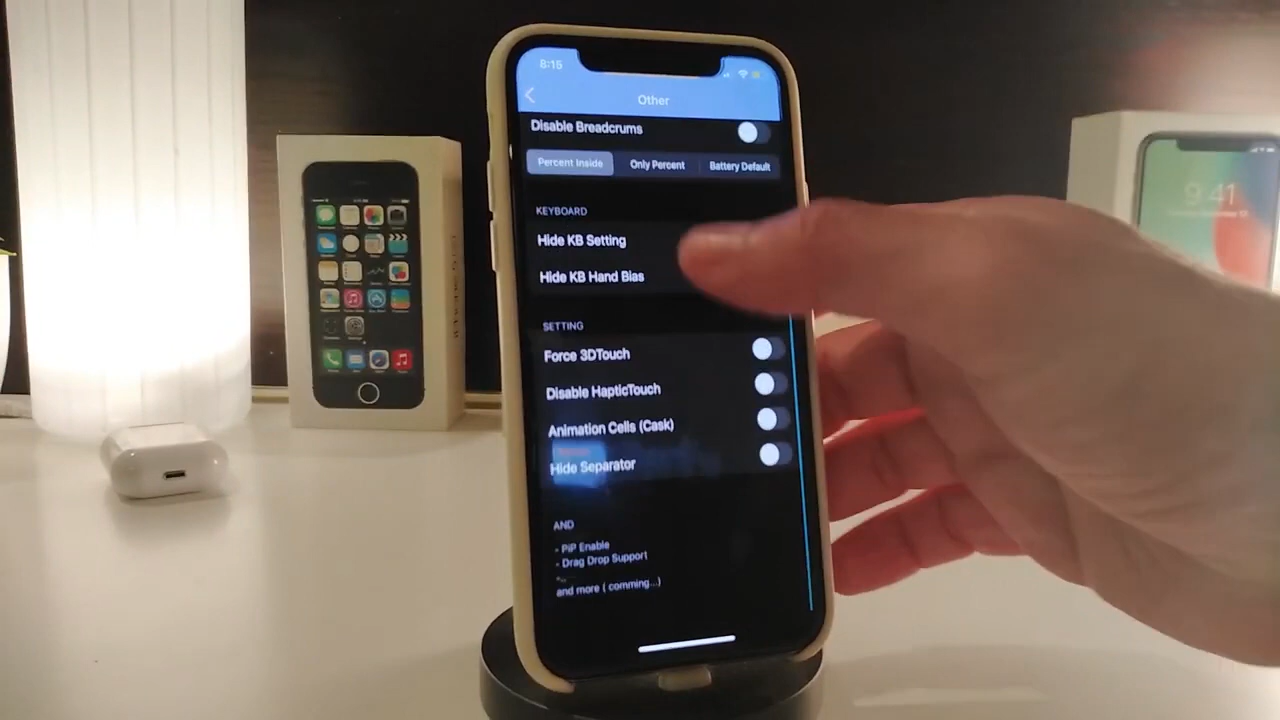 8:15
Other
Disable Breadcrums
Percent Inside Only Percent Battery Default
KEYBOARD
Hide KB Setting
Hide KB Hand Bias
SETTING
Force 3DTouch
Disable HapticTouch
Animation Cells (Cask)
Hide Separator
AND
- PiP Enable
- Drag Drop Support
and more ( comming...)
9:41